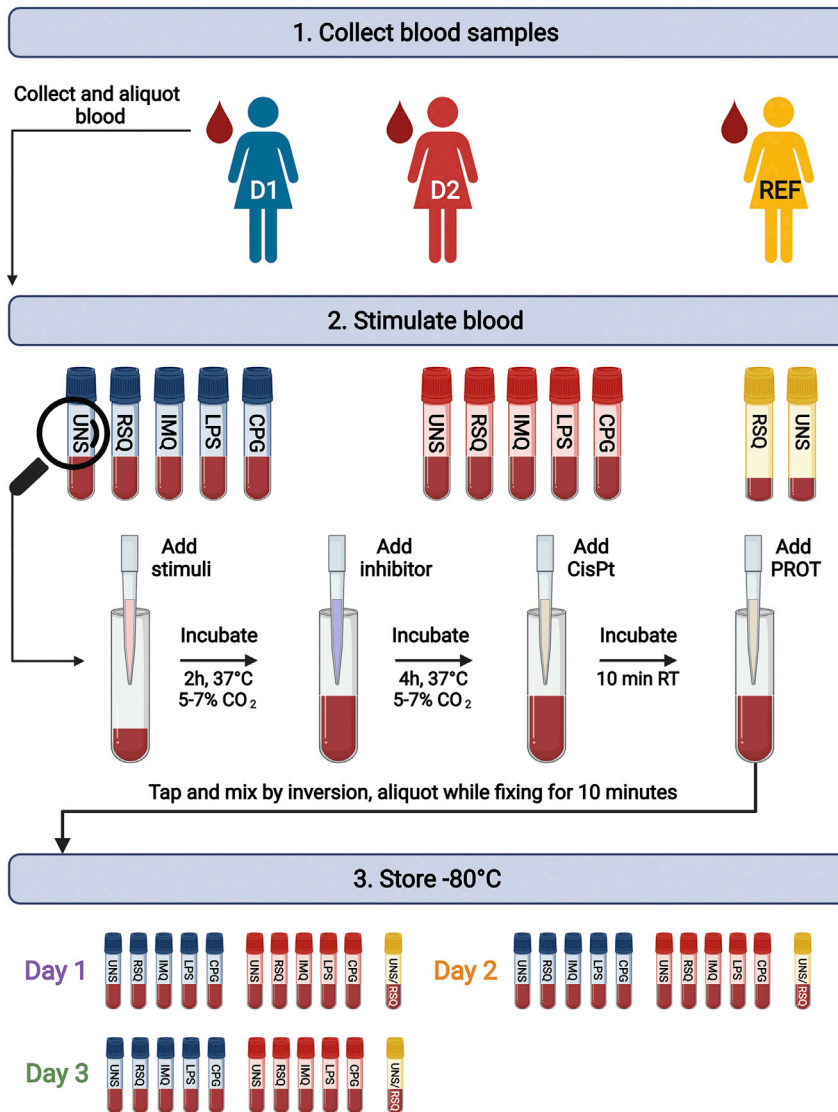 1. Collect blood samples
Collect and aliquot
blood
D1
D2
REF
2. Stimulate blood
UNS
RSQ
IMQ
LPS
CPG
UNS
RSQ
IMQ
LPS
CPG
RSQ
UNS
Add
stimuli
Add
inhibitor
Add
CisPt
Add
PROT
Incubate
2h, 37°C
5-7% CO₂
Incubate
4h, 37°C
5-7% CO₂
Incubate
10 min RT
Tap and mix by inversion, aliquot while fixing for 10 minutes
3. Store -80°C
Day 1
UNS
RSQ
IMQ
LPS
CPG
UNS
RSQ
IMQ
LPS
CPG
UNS/RSQ
Day 2
UNS
RSQ
IMQ
LPS
CPG
UNS
RSQ
IMQ
LPS
CPG
UNS/RSQ
Day 3
UNS
RSQ
IMQ
LPS
CPG
UNS
RSQ
IMQ
LPS
CPG
UNS/RSQ